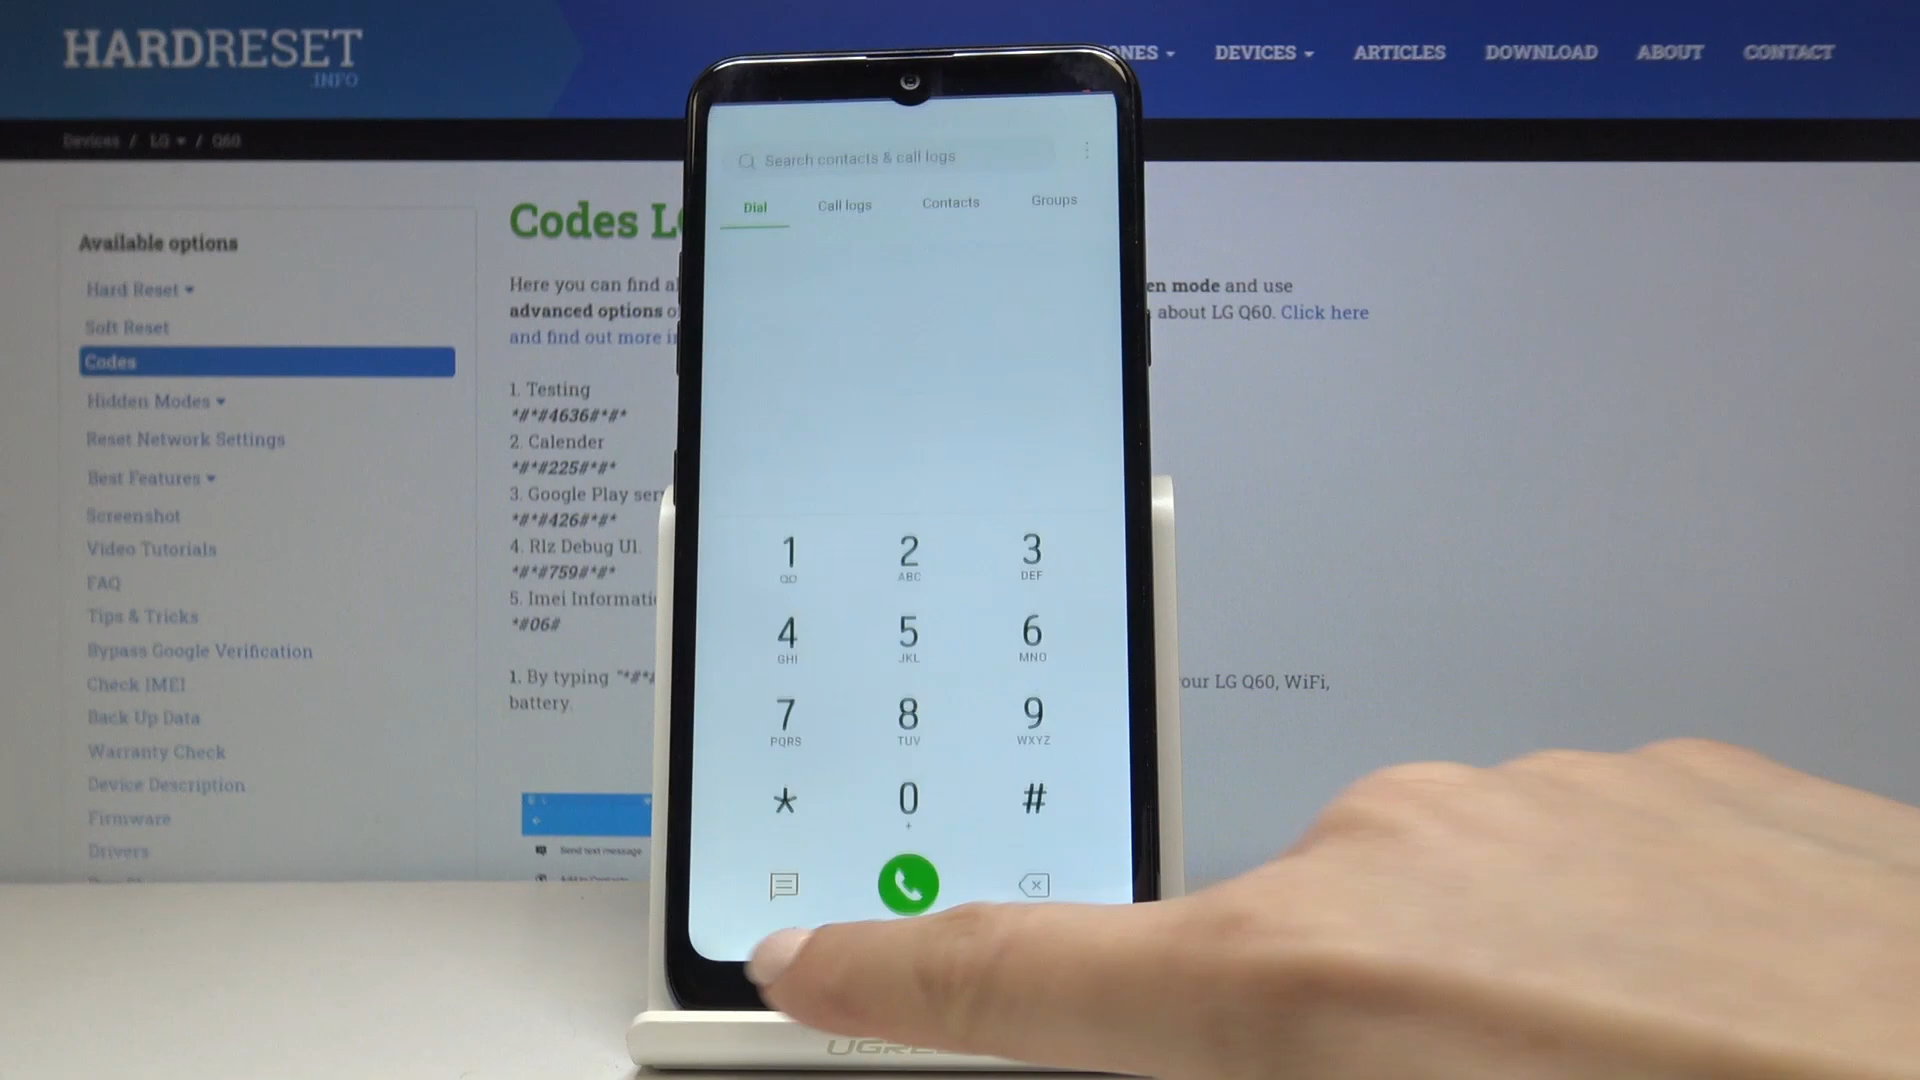 HARDRESET
.INFO
DEVICES
ARTICLES
DOWNLOAD
ABOUT
CONTACT
Devices / LG / Q60
Available options
Hard Reset
Soft Reset
Codes
Hidden Modes
Reset Network Settings
Best Features
Screenshot
Video Tutorials
FAQ
Tips & Tricks
Bypass Google Verification
Check IMEI
Back Up Data
Warranty Check
Device Description
Firmware
Drivers
Codes
Here you can find
en mode and use
advanced options
about LG Q60. Click here
and find out more
1. Testing
*#*#4636#*#*
2. Calender
*#*#225#*#*
3. Google Play
*#*#426#*#*
4. Rlz Debug UI.
*#*#759#*#*
5. Imei
*#06#
1. By typing "*#*
our LG Q60, WiFi,
battery.
Send text message
Search contacts & call logs
Dial Call logs Contacts Groups
1 2 3
ABC DEF
4 5 6
GHI JKL MNO
7 8 9
PQRS TUV WXYZ
* 0 #
+